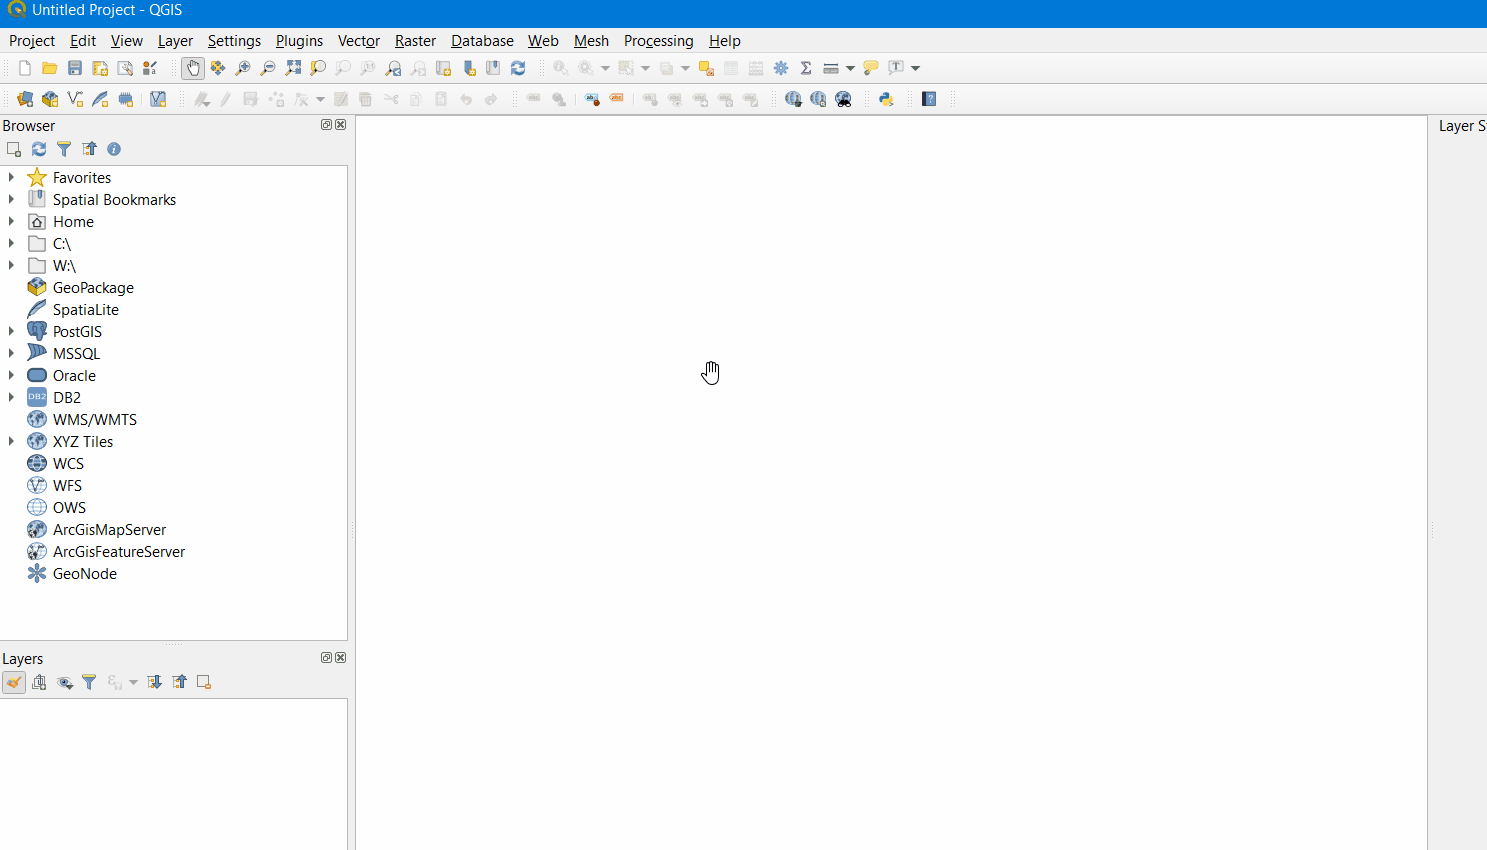 Untitled Project - QGIS
Project Edit View Layer Settings Plugins Vector Raster Database Web Mesh Processing Help
Browser
Layer S
Favorites
Spatial Bookmarks
Home
C:\
W:\
GeoPackage
SpatiaLite
PostGIS
MSSQL
Oracle
DB2 DB2
WMS/WMTS
XYZ Tiles
WCS
WFS
OWS
ArcGisMapServer
ArcGisFeatureServer
GeoNode
Layers